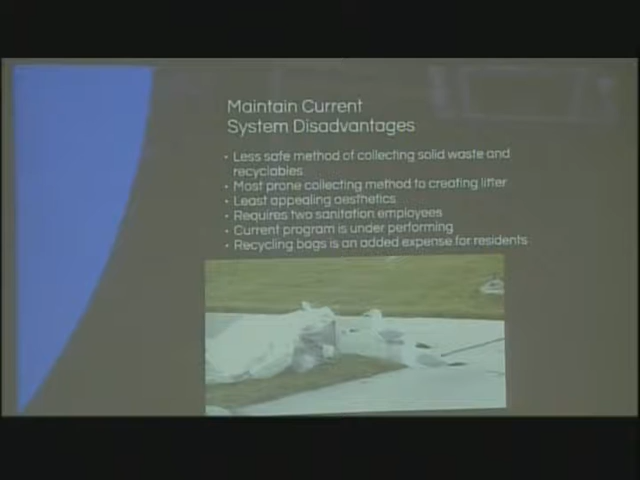 Maintain Current
System Disadvantages
• Less safe method of collecting solid waste and
recyclables
• Most prone collecting method to creating litter
• Least appealing aesthetics
• Requires two sanitation employees
• Current program is under performing
• Recycling bags is an added expense for residents